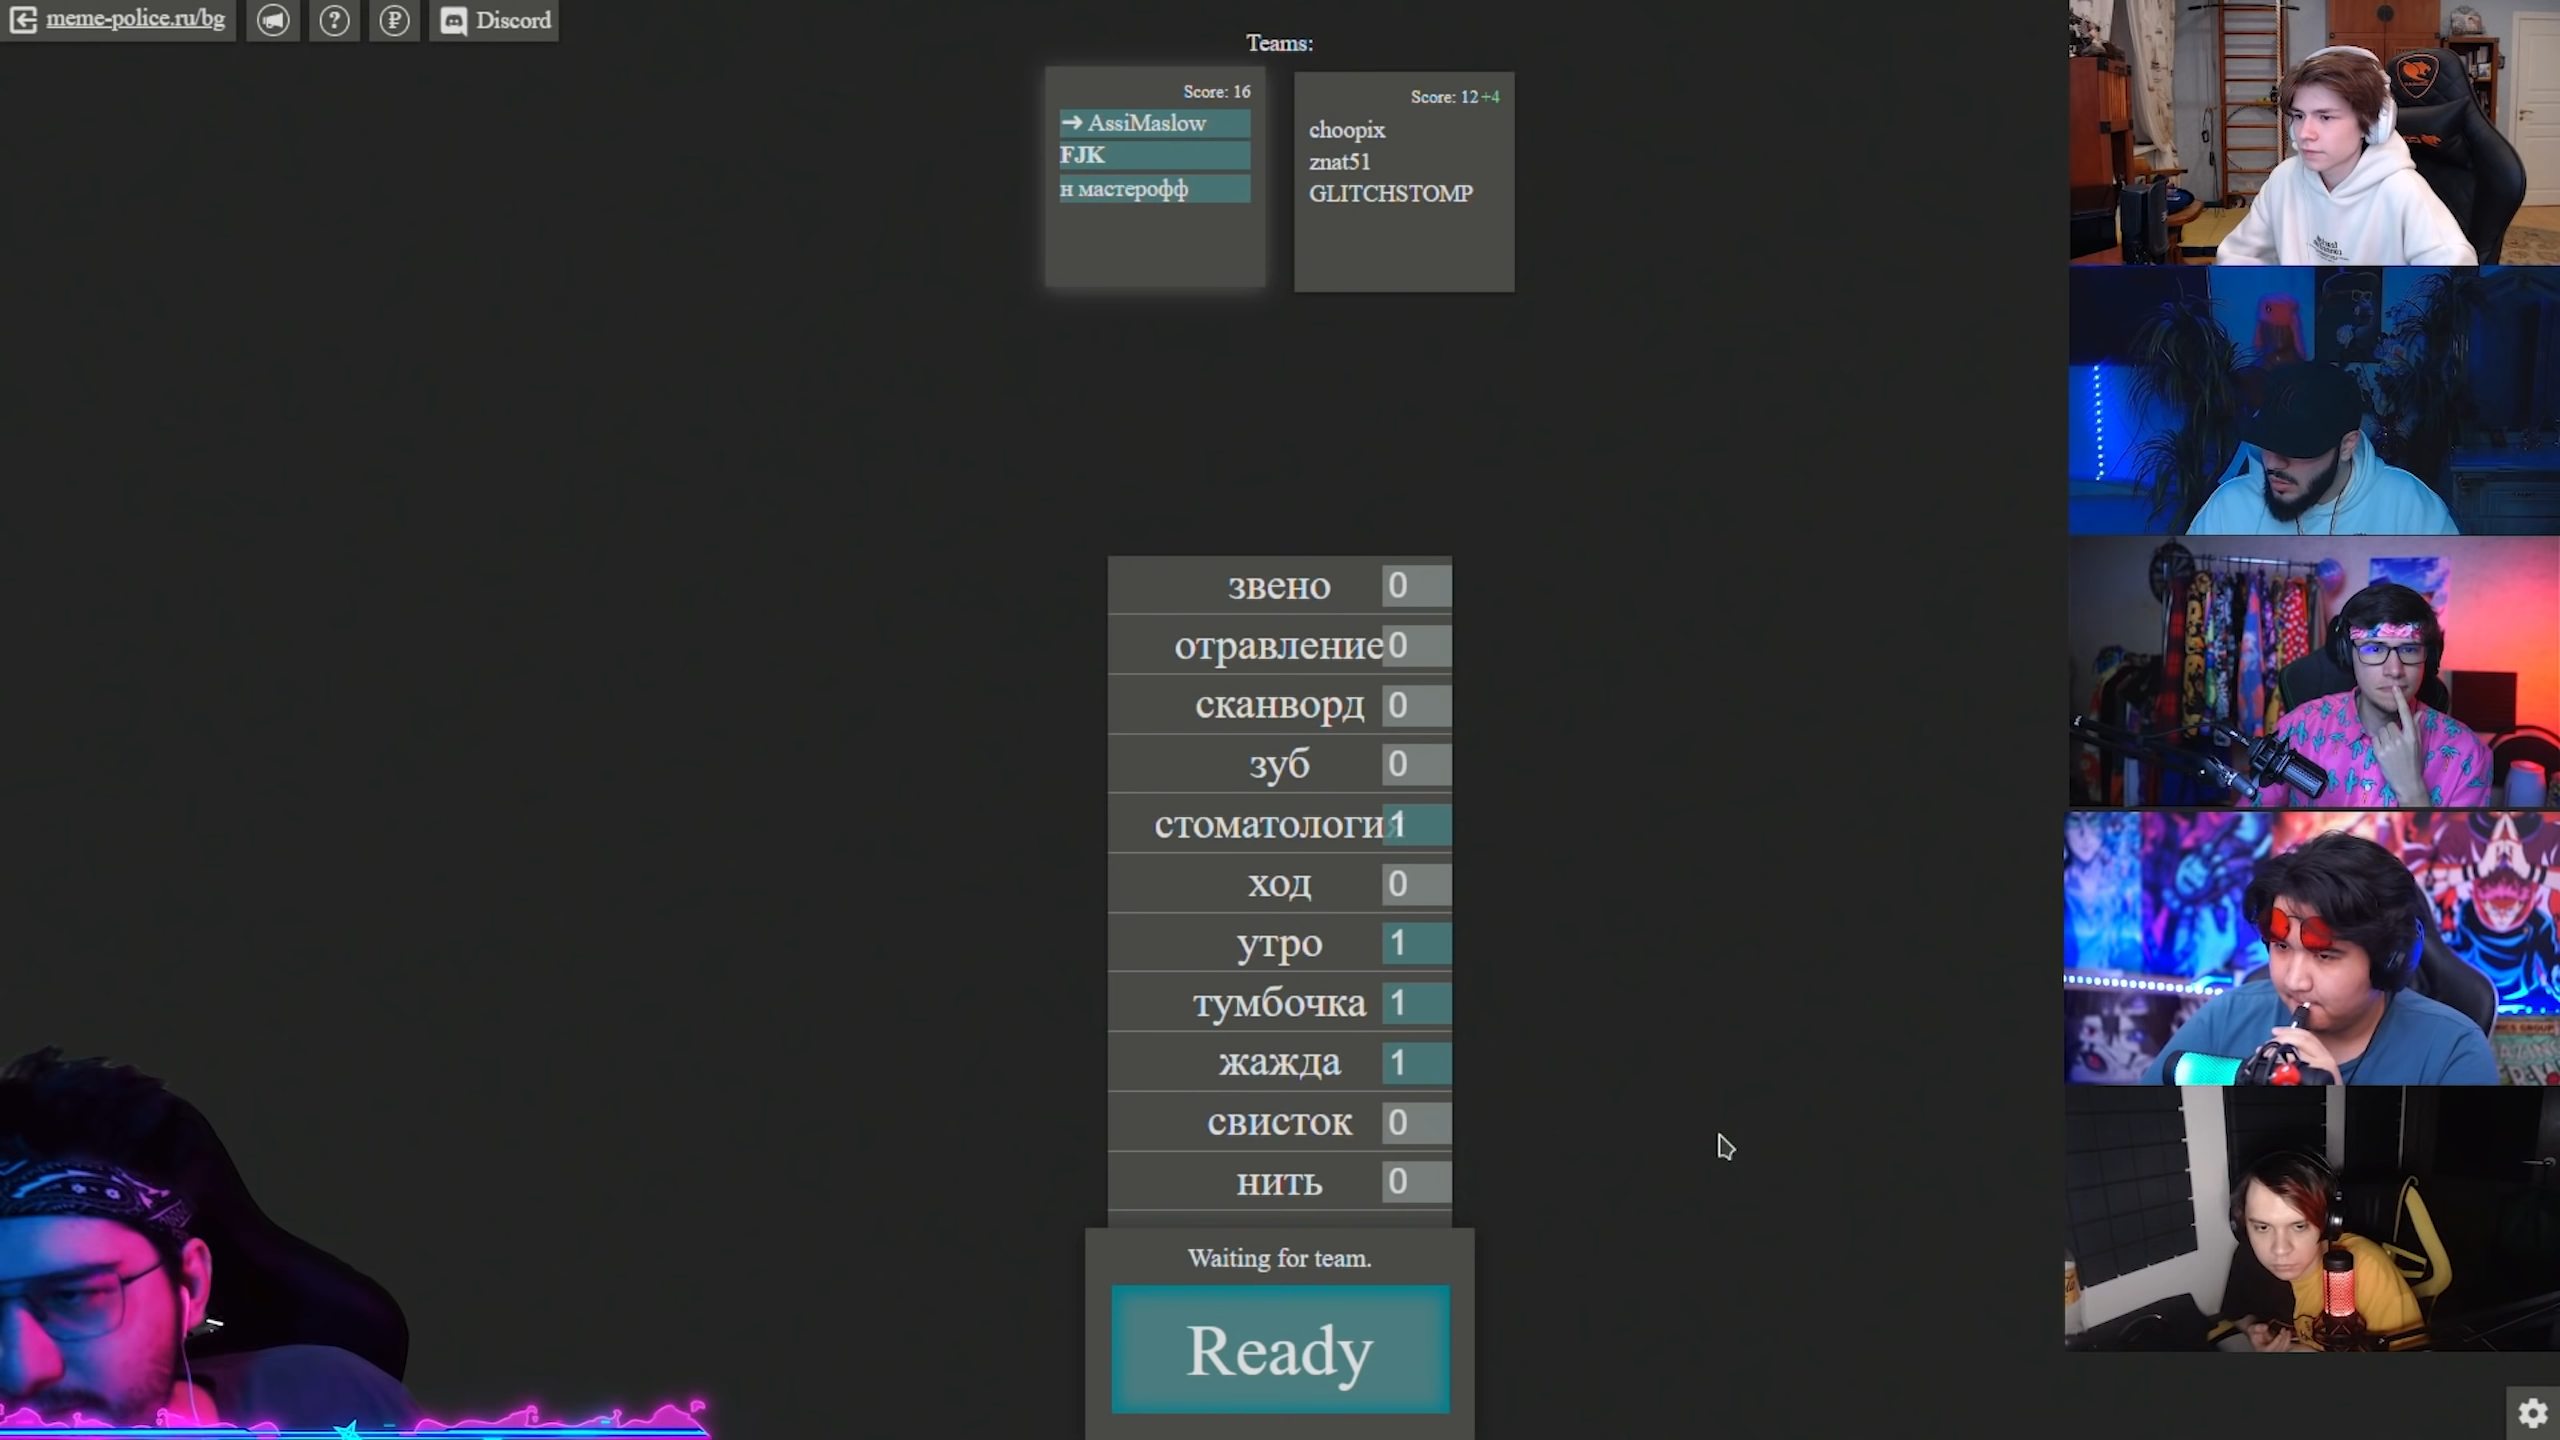 meme-police.ru/bg
Discord
Teams:
Score: 16
→ AssiMaslow
FJK
н мастерофф
Score: 12+4
choopix
znat51
GLITCHSTOMP
звено 0
отравление 0
сканворд 0
зуб 0
стоматологи 1
ход 0
утро 1
тумбочка 1
жажда 1
свисток 0
нить 0
Waiting for team.
Ready